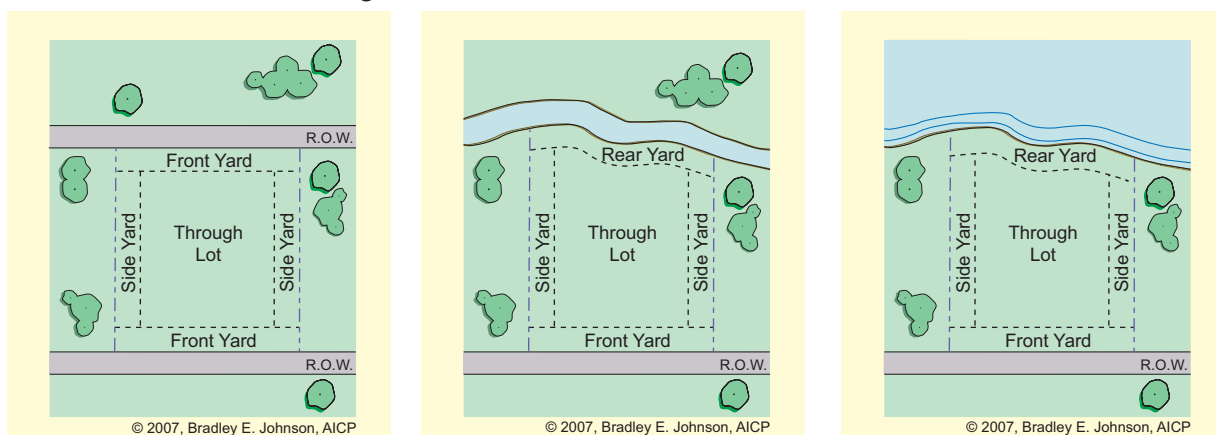 R.O.W.
Front Yard
Side Yard
Through
Lot
Side Yard
Front Yard
R.O.W.
© 2007, Bradley E. Johnson, AICP
Rear Yard
Side Yard
Through
Lot
Side Yard
Front Yard
R.O.W.
© 2007, Bradley E. Johnson, AICP
Rear Yard
Side Yard
Through
Lot
Side Yard
Front Yard
R.O.W.
© 2007, Bradley E. Johnson, AICP